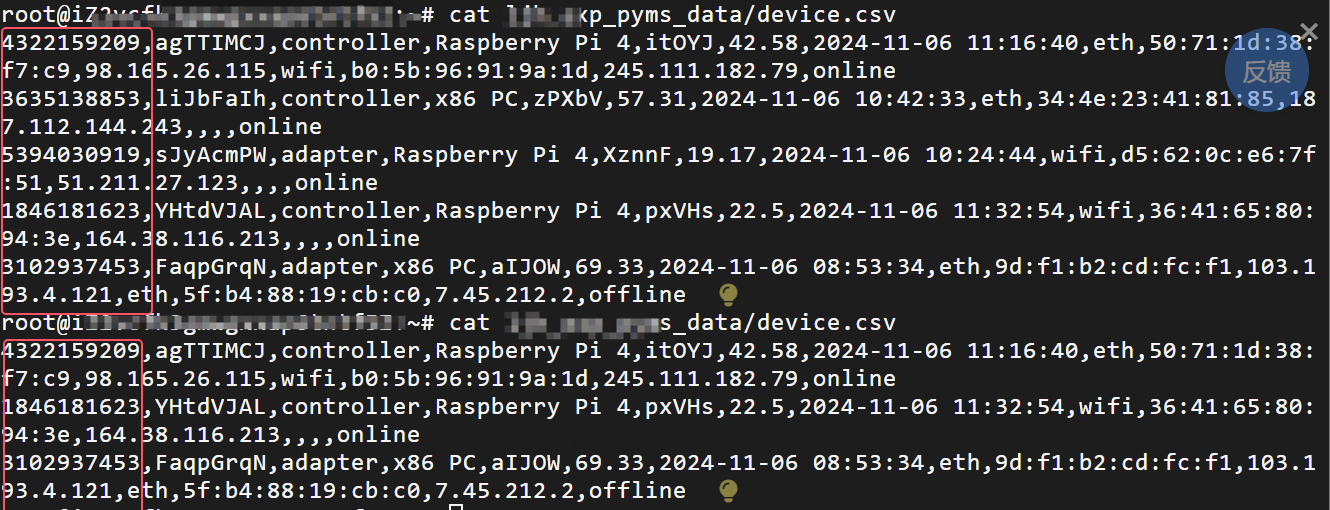 root@iZ2vcfh :~# cat xp_pyms_data/device.csv
4322159209,agTTIMCJ,controller,Raspberry Pi 4,itOYJ,42.58,2024-11-06 11:16:40,eth,50:71:1d:38:
f7:c9,98.165.26.115,wifi,b0:5b:96:91:9a:1d,245.111.182.79,online
反馈
3635138853,liJbFaIh,controller,x86 PC,zPXbV,57.31,2024-11-06 10:42:33,eth,34:4e:23:41:81:85,18
7.112.144.243,,,,online
5394030919,sJyAcmPW,adapter,Raspberry Pi 4,XznnF,19.17,2024-11-06 10:24:44,wifi,d5:62:0c:e6:7f
:51,51.211.27.123,,,,online
1846181623,YHtdVJAL,controller,Raspberry Pi 4,pxVHs,22.5,2024-11-06 11:32:54,wifi,36:41:65:80:
94:3e,164.38.116.213,,,,online
3102937453,FaqpGrqN,adapter,x86 PC,aIJOW,69.33,2024-11-06 08:53:34,eth,9d:f1:b2:cd:fc:f1,103.1
93.4.121,eth,5f:b4:88:19:cb:c0,7.45.212.2,offline
root@i :~# cat s_data/device.csv
4322159209,agTTIMCJ,controller,Raspberry Pi 4,itOYJ,42.58,2024-11-06 11:16:40,eth,50:71:1d:38:
f7:c9,98.165.26.115,wifi,b0:5b:96:91:9a:1d,245.111.182.79,online
1846181623,YHtdVJAL,controller,Raspberry Pi 4,pxVHs,22.5,2024-11-06 11:32:54,wifi,36:41:65:80:
94:3e,164.38.116.213,,,,online
3102937453,FaqpGrqN,adapter,x86 PC,aIJOW,69.33,2024-11-06 08:53:34,eth,9d:f1:b2:cd:fc:f1,103.1
93.4.121,eth,5f:b4:88:19:cb:c0,7.45.212.2,offline